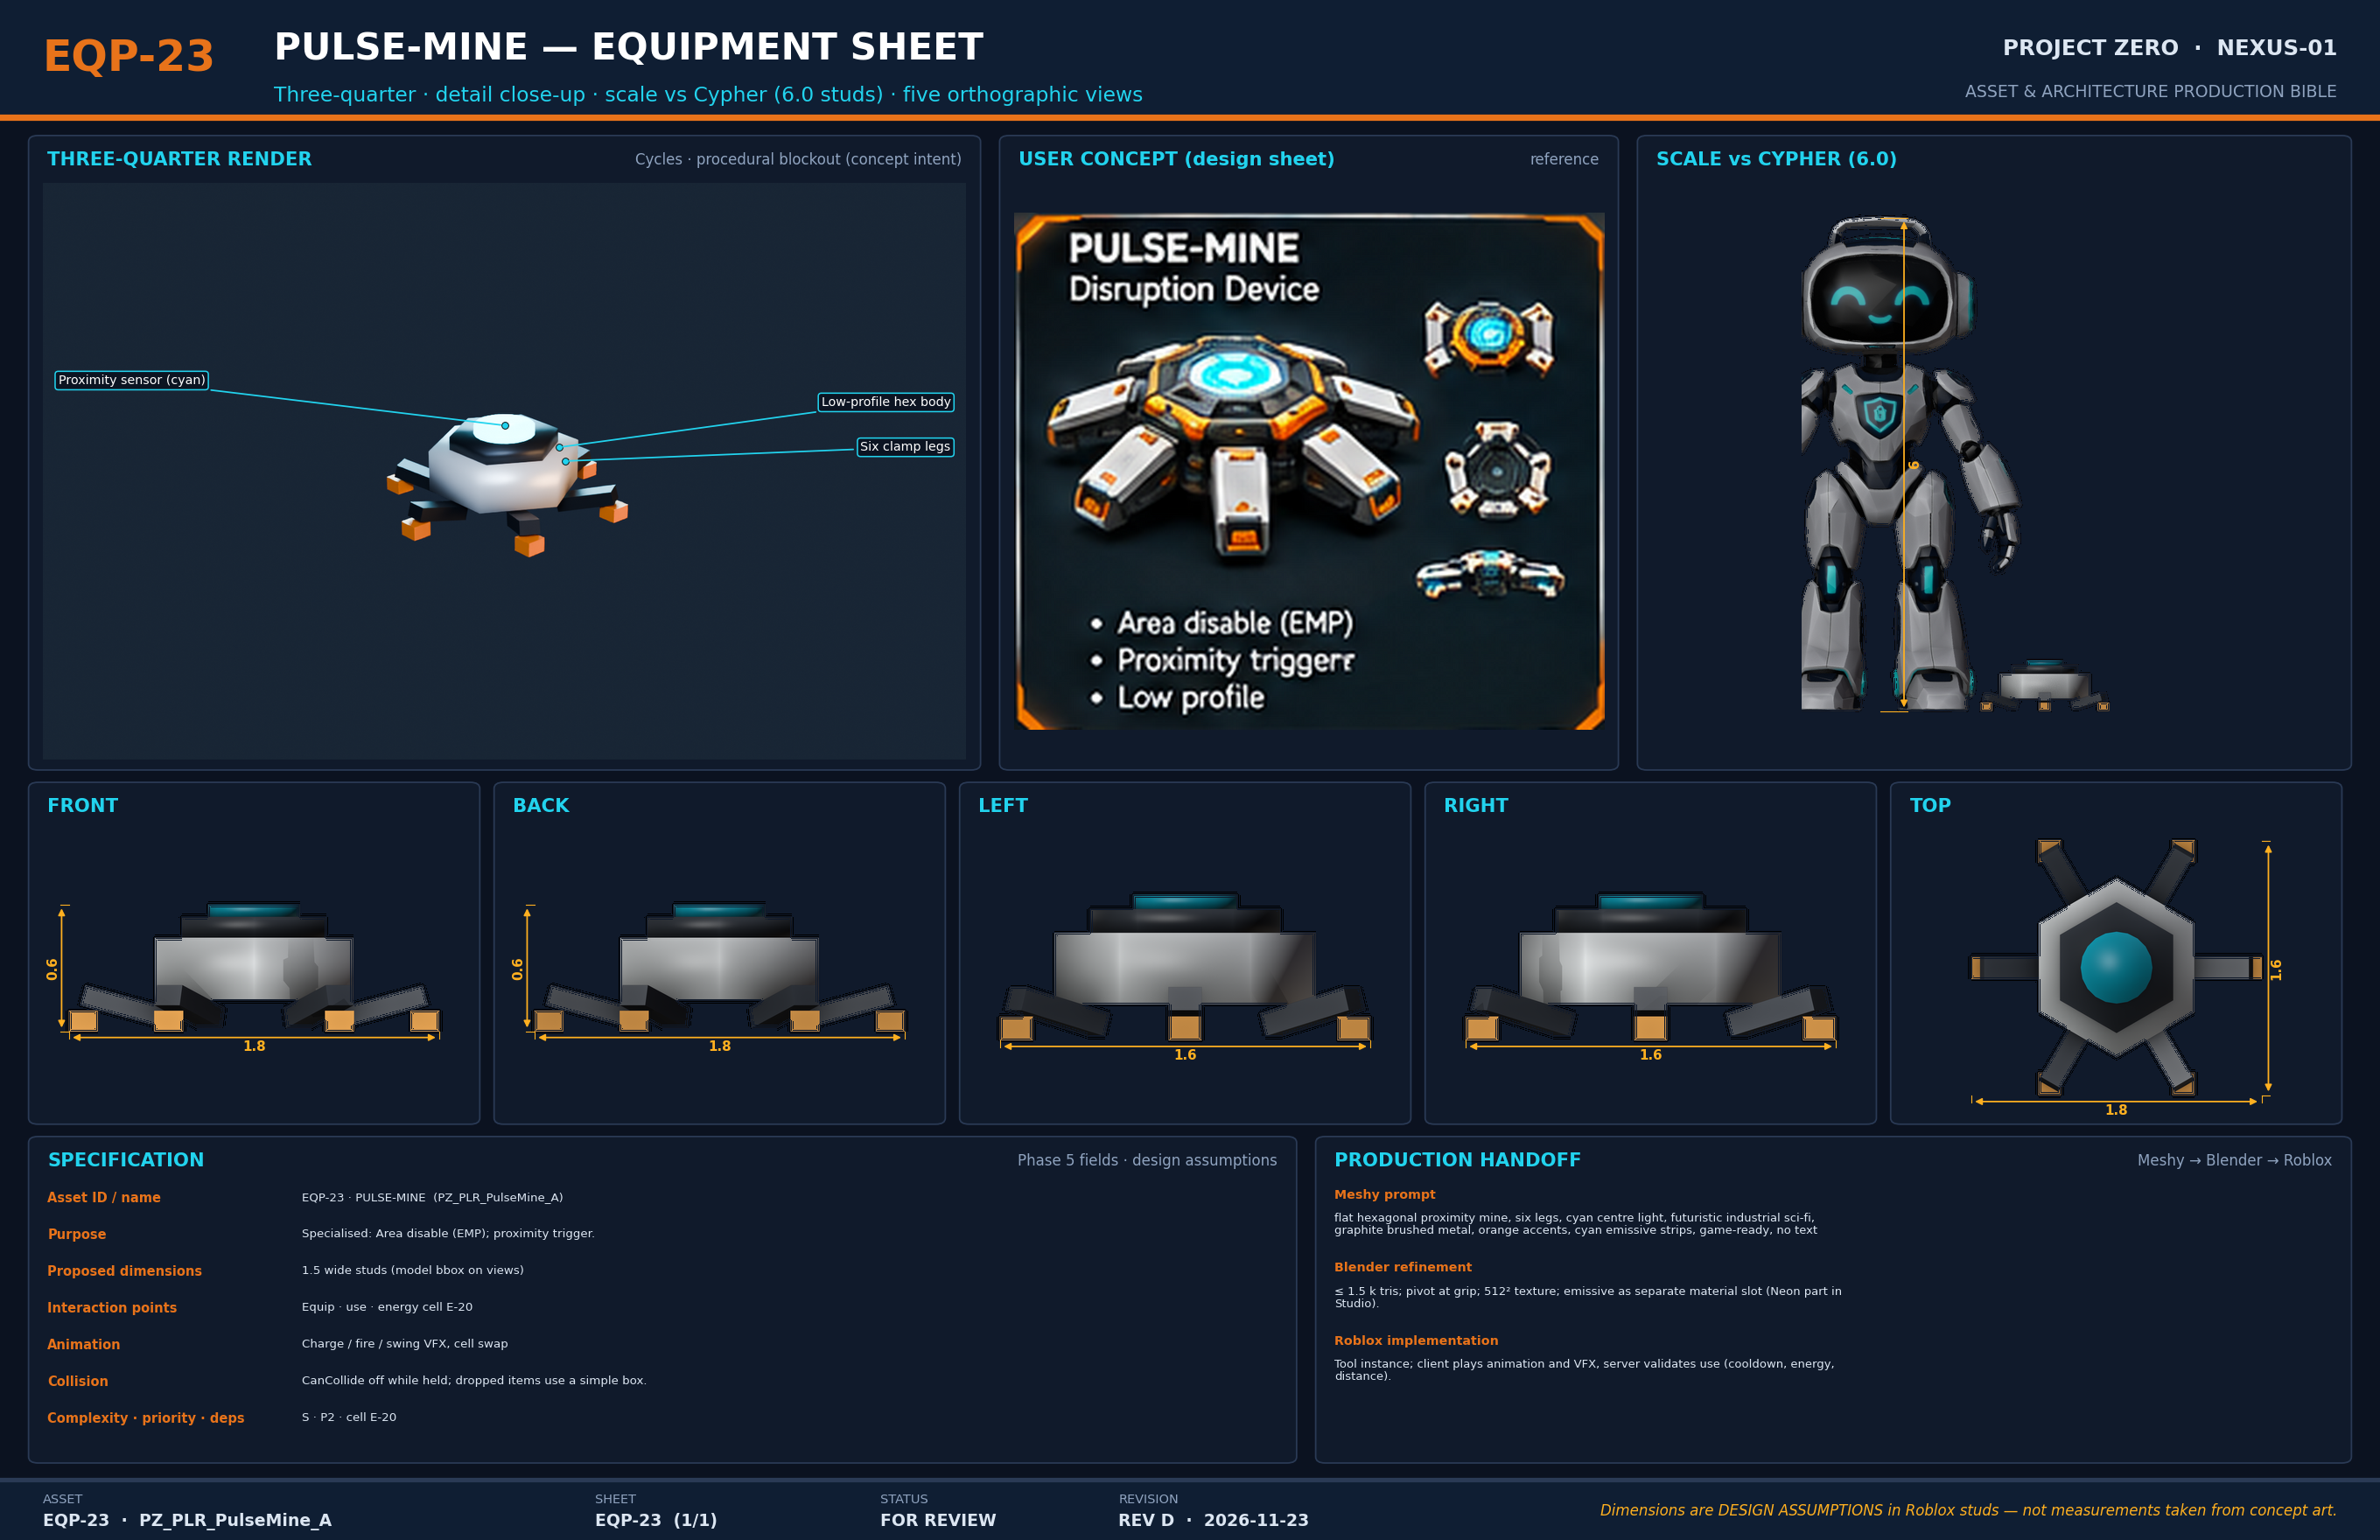 EQP-23
PULSE-MINE — EQUIPMENT SHEET
Three-quarter · detail close-up · scale vs Cypher (6.0 studs) · five orthographic views
PROJECT ZERO · NEXUS-01
ASSET & ARCHITECTURE PRODUCTION BIBLE
THREE-QUARTER RENDER
Cycles · procedural blockout (concept intent)
Proximity sensor (cyan)
Low-profile hex body
Six clamp legs
USER CONCEPT (design sheet)
reference
PULSE-MINE
Disruption Device
• Area disable (EMP)
• Proximity triggerr
• Low profile
SCALE vs CYPHER (6.0)
6
FRONT
0.6
1.8
BACK
0.6
1.8
LEFT
1.6
RIGHT
1.6
TOP
1.6
1.8
SPECIFICATION
Phase 5 fields · design assumptions
Asset ID / name
EQP-23 · PULSE-MINE (PZ_PLR_PulseMine_A)
Purpose
Specialised: Area disable (EMP); proximity trigger.
Proposed dimensions
1.5 wide studs (model bbox on views)
Interaction points
Equip · use · energy cell E-20
Animation
Charge / fire / swing VFX, cell swap
Collision
CanCollide off while held; dropped items use a simple box.
Complexity · priority · deps
S · P2 · cell E-20
PRODUCTION HANDOFF
Meshy → Blender → Roblox
Meshy prompt
flat hexagonal proximity mine, six legs, cyan centre light, futuristic industrial sci-fi,
graphite brushed metal, orange accents, cyan emissive strips, game-ready, no text
Blender refinement
≤ 1.5 k tris; pivot at grip; 512² texture; emissive as separate material slot (Neon part in
Studio).
Roblox implementation
Tool instance; client plays animation and VFX, server validates use (cooldown, energy,
distance).
ASSET
EQP-23 · PZ_PLR_PulseMine_A
SHEET
EQP-23 (1/1)
STATUS
FOR REVIEW
REVISION
REV D · 2026-11-23
Dimensions are DESIGN ASSUMPTIONS in Roblox studs — not measurements taken from concept art.